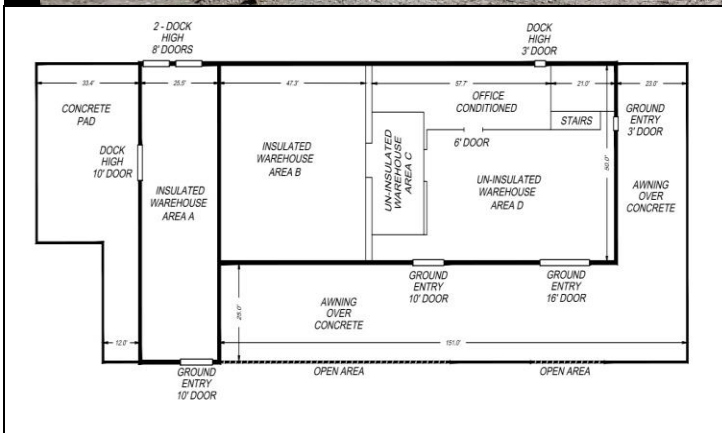 2 - DOCK
HIGH
8' DOORS
DOCK
HIGH
3' DOOR
33.4'
25.5'
47.3'
57.7'
21.0'
23.0'
CONCRETE
PAD
OFFICE
CONDITIONED
STAIRS
GROUND
ENTRY
3' DOOR
DOCK
HIGH
10' DOOR
6' DOOR
INSULATED
WAREHOUSE
AREA B
UN-INSULATED
WAREHOUSE
AREA C
50.0'
INSULATED
WAREHOUSE
AREA A
UN-INSULATED
WAREHOUSE
AREA D
AWNING
OVER
CONCRETE
GROUND
ENTRY
10' DOOR
GROUND
ENTRY
16' DOOR
AWNING
OVER
CONCRETE
12.0'
151.0'
GROUND
ENTRY
10' DOOR
OPEN AREA
OPEN AREA